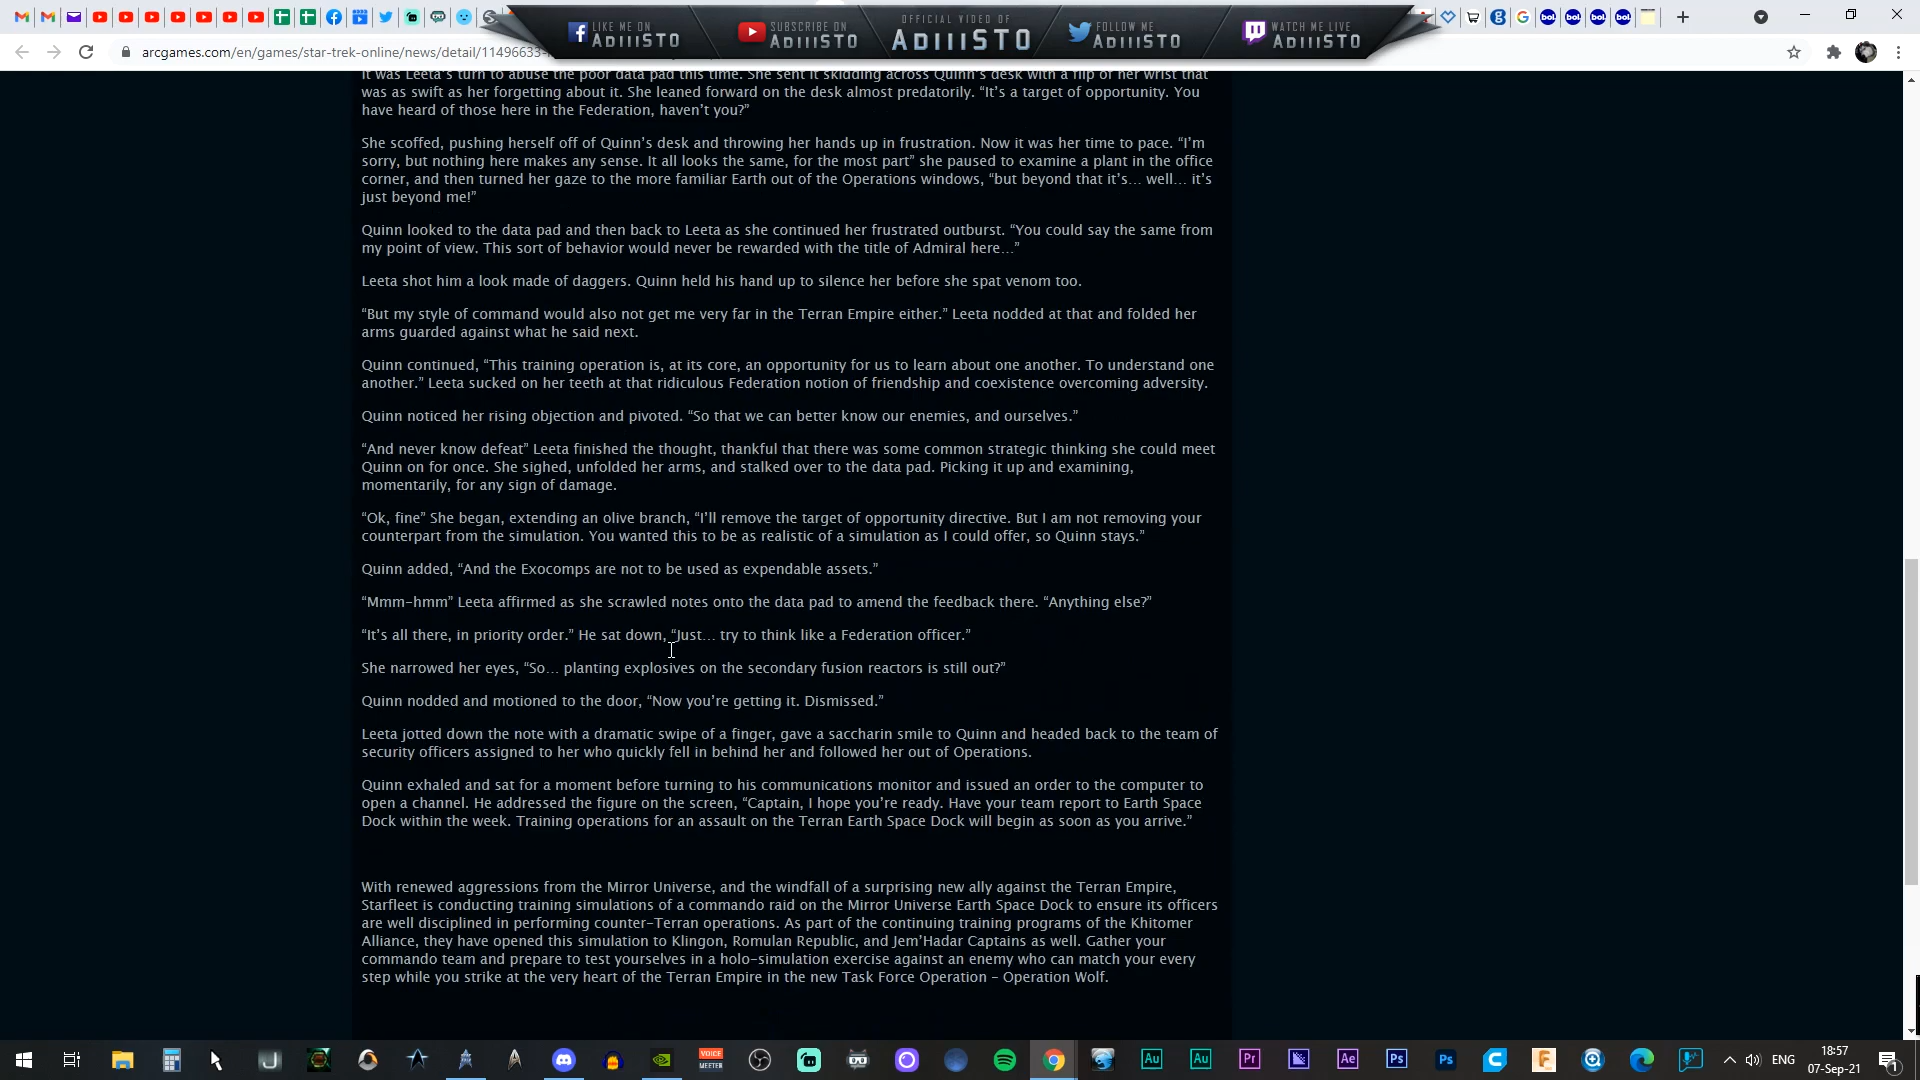 LIKE ME ON
ADIIISTO
SUBSCRIBE ON
ADIIISTO
OFFICIAL VIDEO OF
ADIIISTO
FOLLOW ME
ADIIISTO
WATCH ME LIVE
ADIIISTO
arcgames.com/en/games/star-trek-online/news/detail/11496633-
It was Leeta’s turn to abuse the poor data pad this time. She sent it skidding across Quinn’s desk with a flip of her wrist that
was as swift as her forgetting about it. She leaned forward on the desk almost predatorily. “It’s a target of opportunity. You
have heard of those here in the Federation, haven’t you?”
She scoffed, pushing herself off of Quinn’s desk and throwing her hands up in frustration. Now it was her time to pace. “I’m
sorry, but nothing here makes any sense. It all looks the same, for the most part” she paused to examine a plant in the office
corner, and then turned her gaze to the more familiar Earth out of the Operations windows, “but beyond that it’s… well… it’s
just beyond me!”
Quinn looked to the data pad and then back to Leeta as she continued her frustrated outburst. “You could say the same from
my point of view. This sort of behavior would never be rewarded with the title of Admiral here…”
Leeta shot him a look made of daggers. Quinn held his hand up to silence her before she spat venom too.
“But my style of command would also not get me very far in the Terran Empire either.” Leeta nodded at that and folded her
arms guarded against what he said next.
Quinn continued, “This training operation is, at its core, an opportunity for us to learn about one another. To understand one
another.” Leeta sucked on her teeth at that ridiculous Federation notion of friendship and coexistence overcoming adversity.
Quinn noticed her rising objection and pivoted. “So that we can better know our enemies, and ourselves.”
“And never know defeat” Leeta finished the thought, thankful that there was some common strategic thinking she could meet
Quinn on for once. She sighed, unfolded her arms, and stalked over to the data pad. Picking it up and examining,
momentarily, for any sign of damage.
“Ok, fine” She began, extending an olive branch, “I’ll remove the target of opportunity directive. But I am not removing your
counterpart from the simulation. You wanted this to be as realistic of a simulation as I could offer, so Quinn stays.”
Quinn added, “And the Exocomps are not to be used as expendable assets.”
“Mmm-hmm” Leeta affirmed as she scrawled notes onto the data pad to amend the feedback there. “Anything else?”
“It’s all there, in priority order.” He sat down, “Just… try to think like a Federation officer.”
She narrowed her eyes, “So… planting explosives on the secondary fusion reactors is still out?”
Quinn nodded and motioned to the door, “Now you’re getting it. Dismissed.”
Leeta jotted down the note with a dramatic swipe of a finger, gave a saccharin smile to Quinn and headed back to the team of
security officers assigned to her who quickly fell in behind her and followed her out of Operations.
Quinn exhaled and sat for a moment before turning to his communications monitor and issued an order to the computer to
open a channel. He addressed the figure on the screen, “Captain, I hope you’re ready. Have your team report to Earth Space
Dock within the week. Training operations for an assault on the Terran Earth Space Dock will begin as soon as you arrive.”
With renewed aggressions from the Mirror Universe, and the windfall of a surprising new ally against the Terran Empire,
Starfleet is conducting training simulations of a commando raid on the Mirror Universe Earth Space Dock to ensure its officers
are well disciplined in performing counter-Terran operations. As part of the continuing training programs of the Khitomer
Alliance, they have opened this simulation to Klingon, Romulan Republic, and Jem’Hadar Captains as well. Gather your
commando team and prepare to test yourselves in a holo-simulation exercise against an enemy who can match your every
step while you strike at the very heart of the Terran Empire in the new Task Force Operation – Operation Wolf.
VOICE
MEETER
Au
Au
Pr
Ae
Ps
Ps
ENG
18:57
07-Sep-21
1